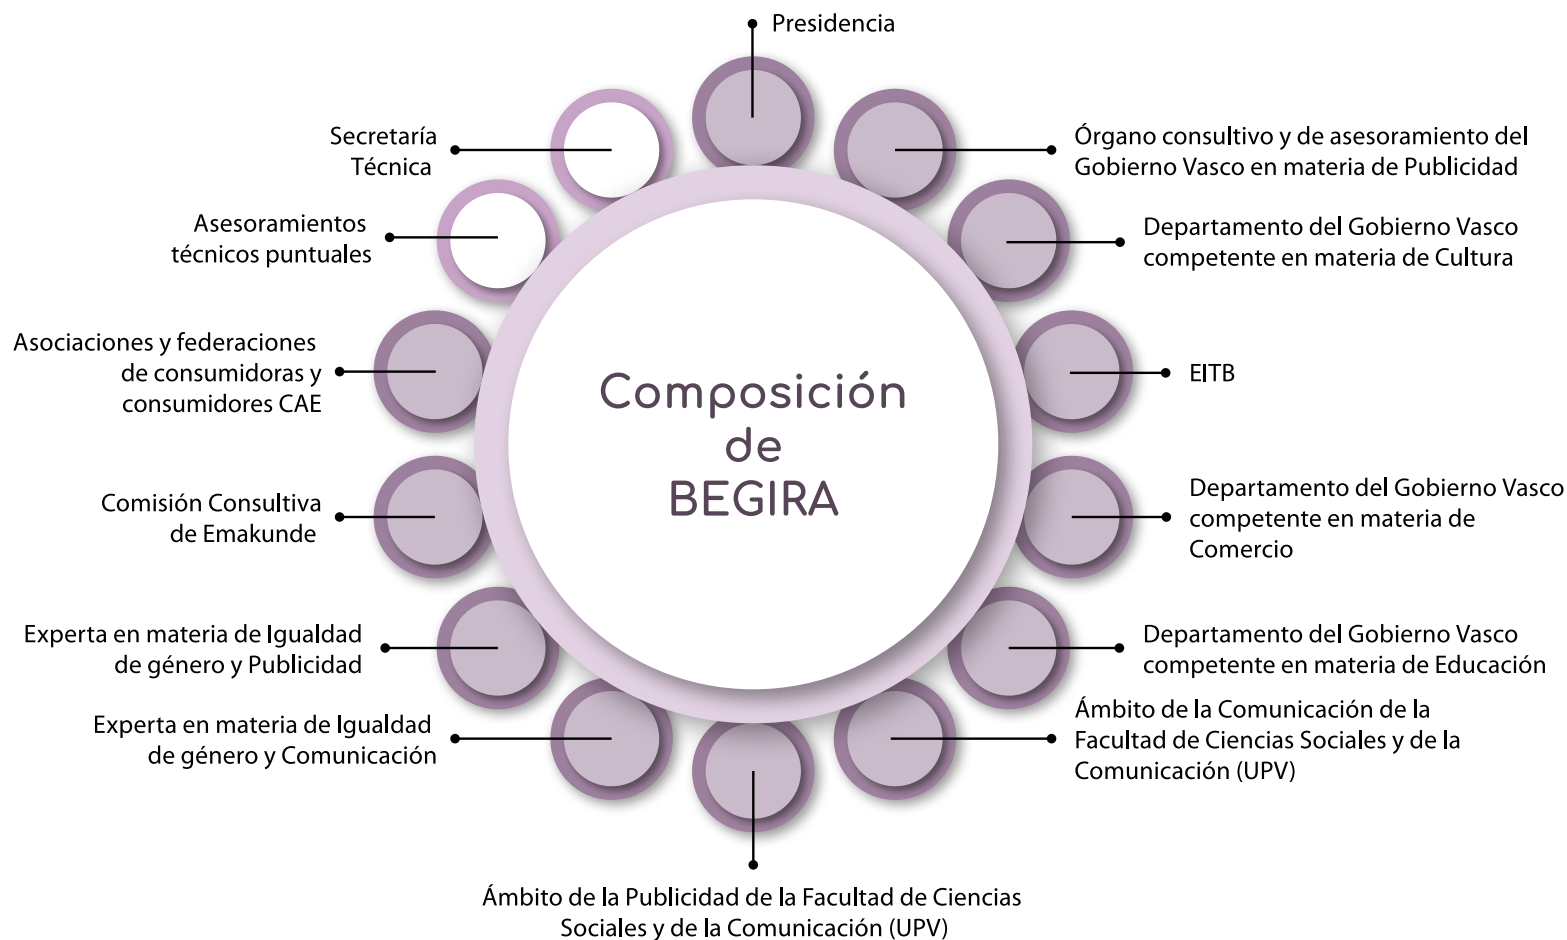 Presidencia
Órgano consultivo y de asesoramiento del
Gobierno Vasco en materia de Publicidad
Departamento del Gobierno Vasco
competente en materia de Cultura
EITB
Departamento del Gobierno Vasco
competente en materia de
Comercio
Departamento del Gobierno Vasco
competente en materia de Educación
Ámbito de la Comunicación de la
Facultad de Ciencias Sociales y de la
Comunicación (UPV)
Ámbito de la Publicidad de la Facultad de Ciencias
Sociales y de la Comunicación (UPV)
Experta en materia de Igualdad
de género y Comunicación
Experta en materia de Igualdad
de género y Publicidad
Comisión Consultiva
de Emakunde
Asociaciones y federaciones
de consumidoras y
consumidores CAE
Asesoramientos
técnicos puntuales
Secretaría
Técnica
Composición
de
BEGIRA